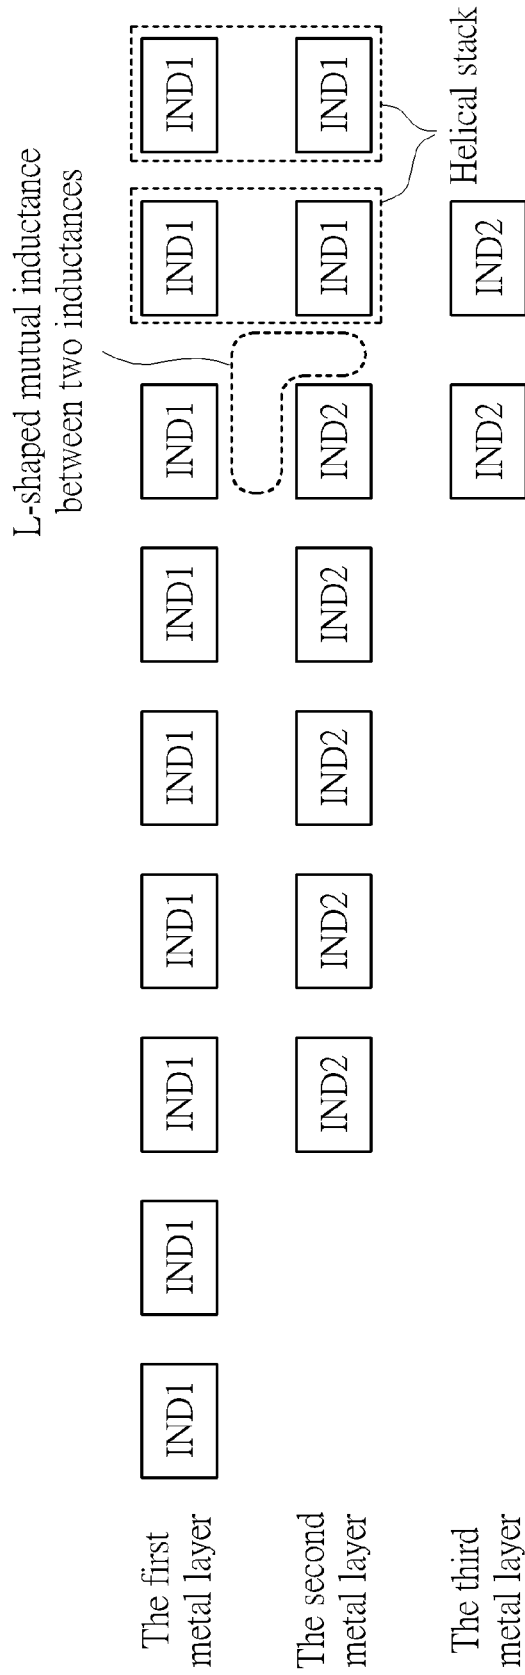 L-shaped mutual inductance
between two inductances
The first
metal layer
IND1
IND1
IND1
IND1
IND1
IND1
IND1
IND1
IND1
The second
metal layer
IND2
IND2
IND2
IND2
IND2
IND1
IND1
Helical stack
The third
metal layer
IND2
IND2